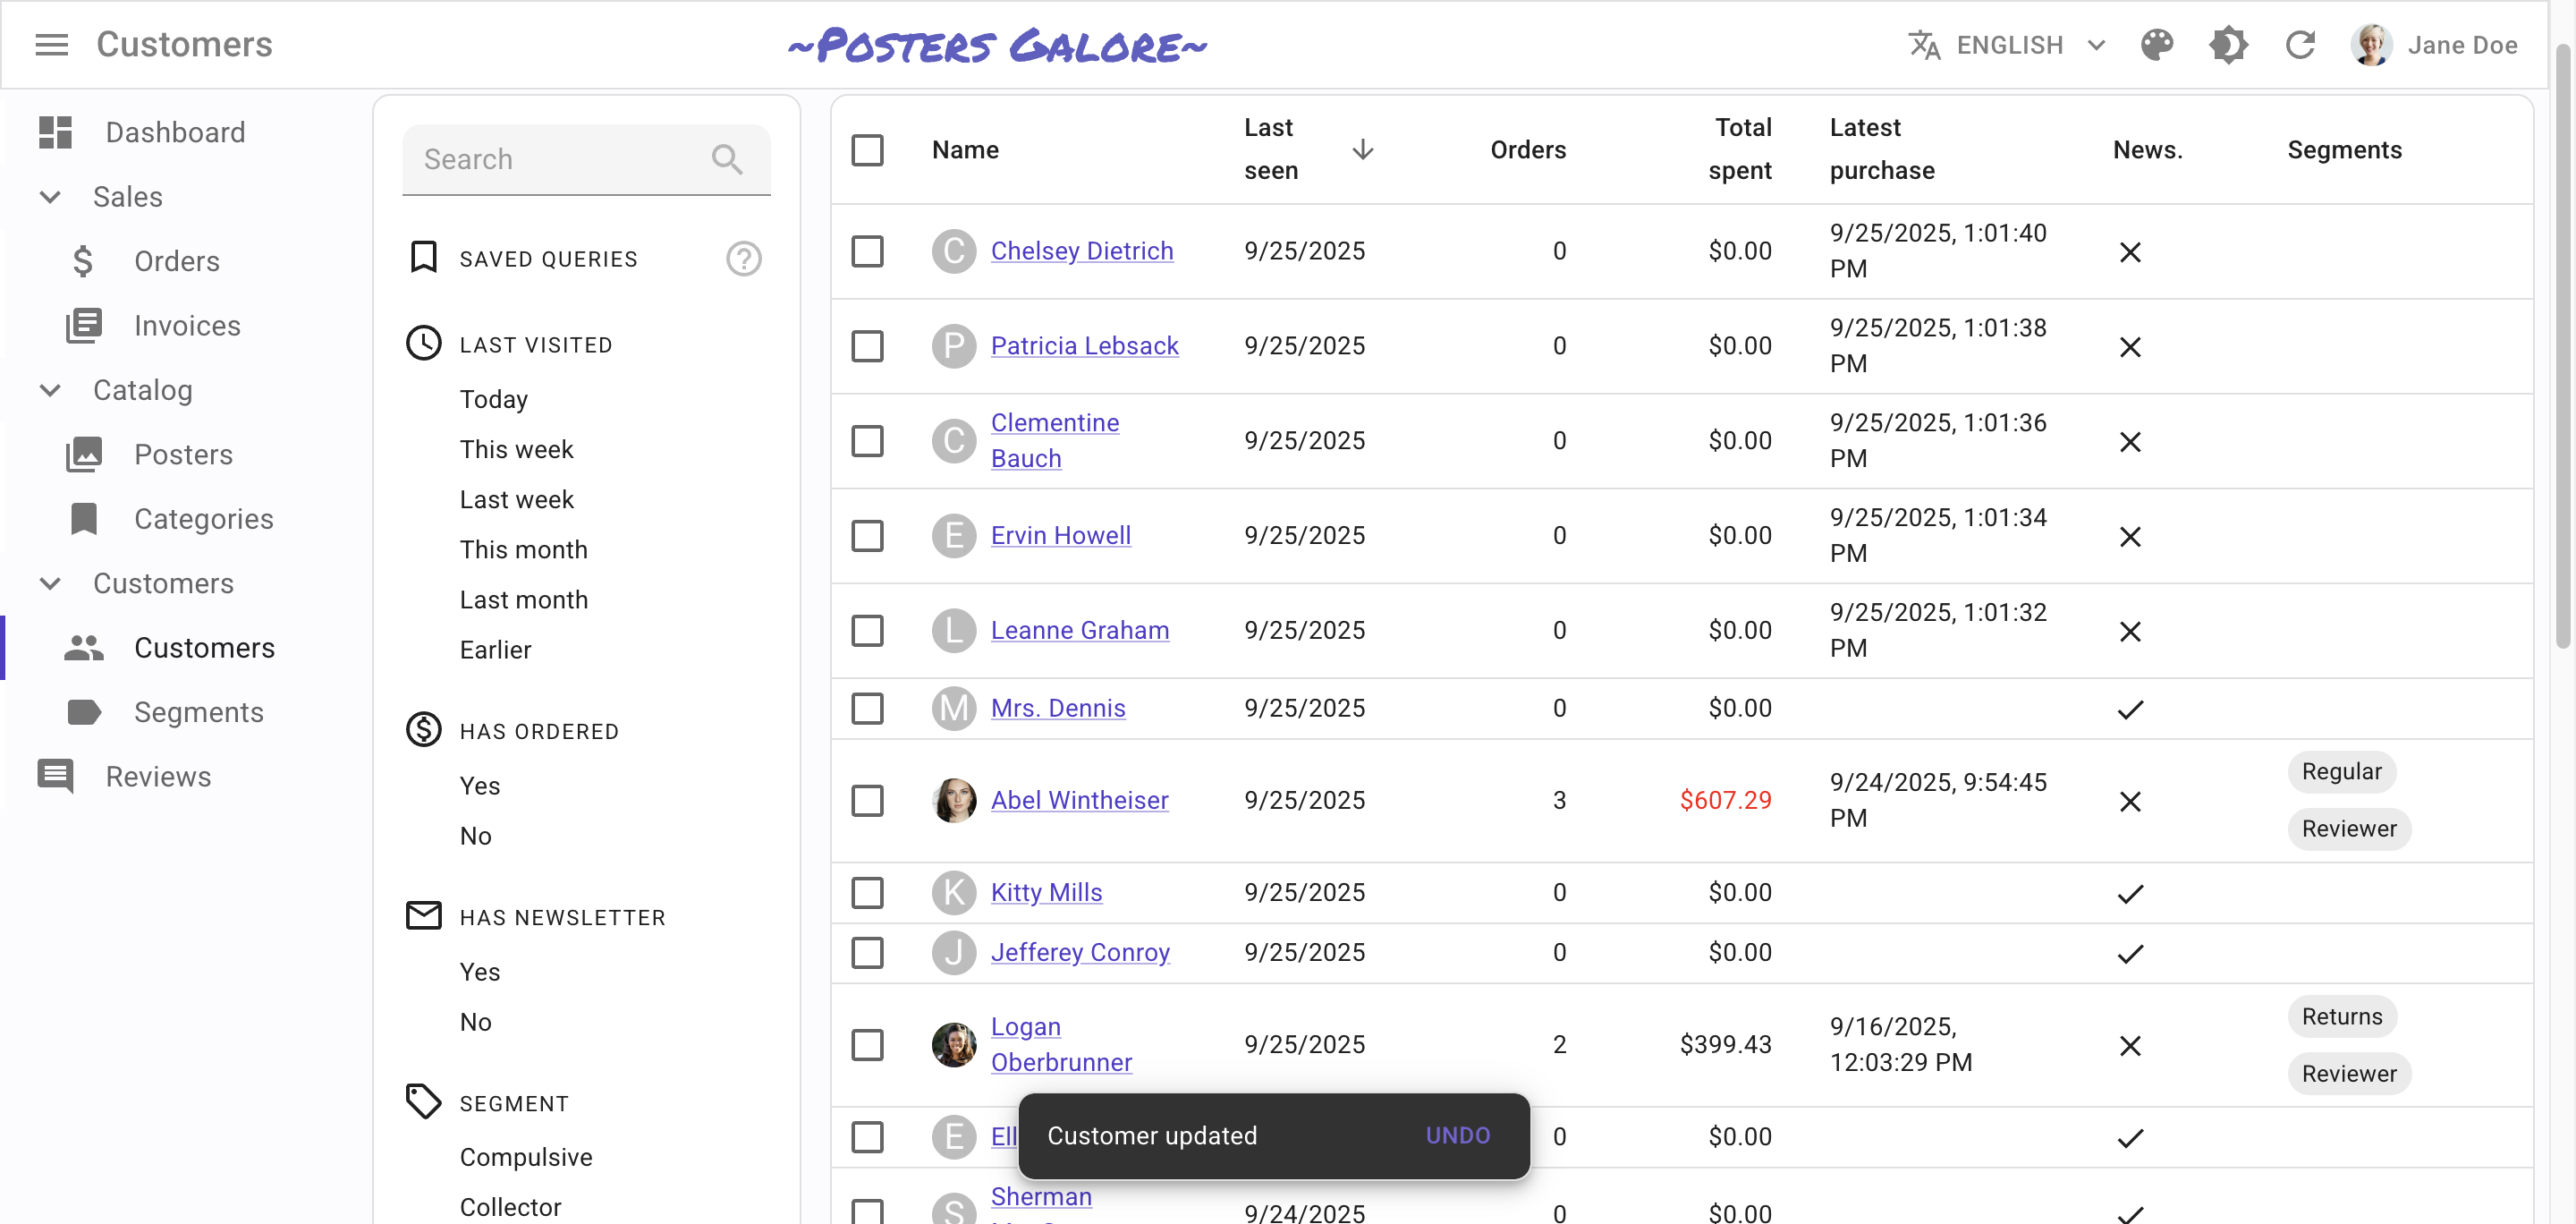 Customers
~Posters Galore~
ENGLISH
Jane Doe
Dashboard
Sales
Orders
Invoices
Catalog
Posters
Categories
Customers
Customers
Segments
Reviews
Search
SAVED QUERIES
?
LAST VISITED
Today
This week
Last week
This month
Last month
Earlier
HAS ORDERED
Yes
No
HAS NEWSLETTER
Yes
No
SEGMENT
Compulsive
Collector
Name
Last
seen
Orders
Total
spent
Latest
purchase
News.
Segments
C
Chelsey Dietrich
9/25/2025
0
$0.00
9/25/2025, 1:01:40
PM
P
Patricia Lebsack
9/25/2025
0
$0.00
9/25/2025, 1:01:38
PM
C
Clementine
Bauch
9/25/2025
0
$0.00
9/25/2025, 1:01:36
PM
E
Ervin Howell
9/25/2025
0
$0.00
9/25/2025, 1:01:34
PM
L
Leanne Graham
9/25/2025
0
$0.00
9/25/2025, 1:01:32
PM
M
Mrs. Dennis
9/25/2025
0
$0.00
Abel Wintheiser
9/25/2025
3
$607.29
9/24/2025, 9:54:45
PM
Regular
Reviewer
K
Kitty Mills
9/25/2025
0
$0.00
J
Jefferey Conroy
9/25/2025
0
$0.00
Logan
Oberbrunner
9/25/2025
2
$399.43
9/16/2025,
12:03:29 PM
Returns
Reviewer
E
Ell
0
$0.00
Customer updated
UNDO
S
Sherman
9/24/2025
0
$0.00